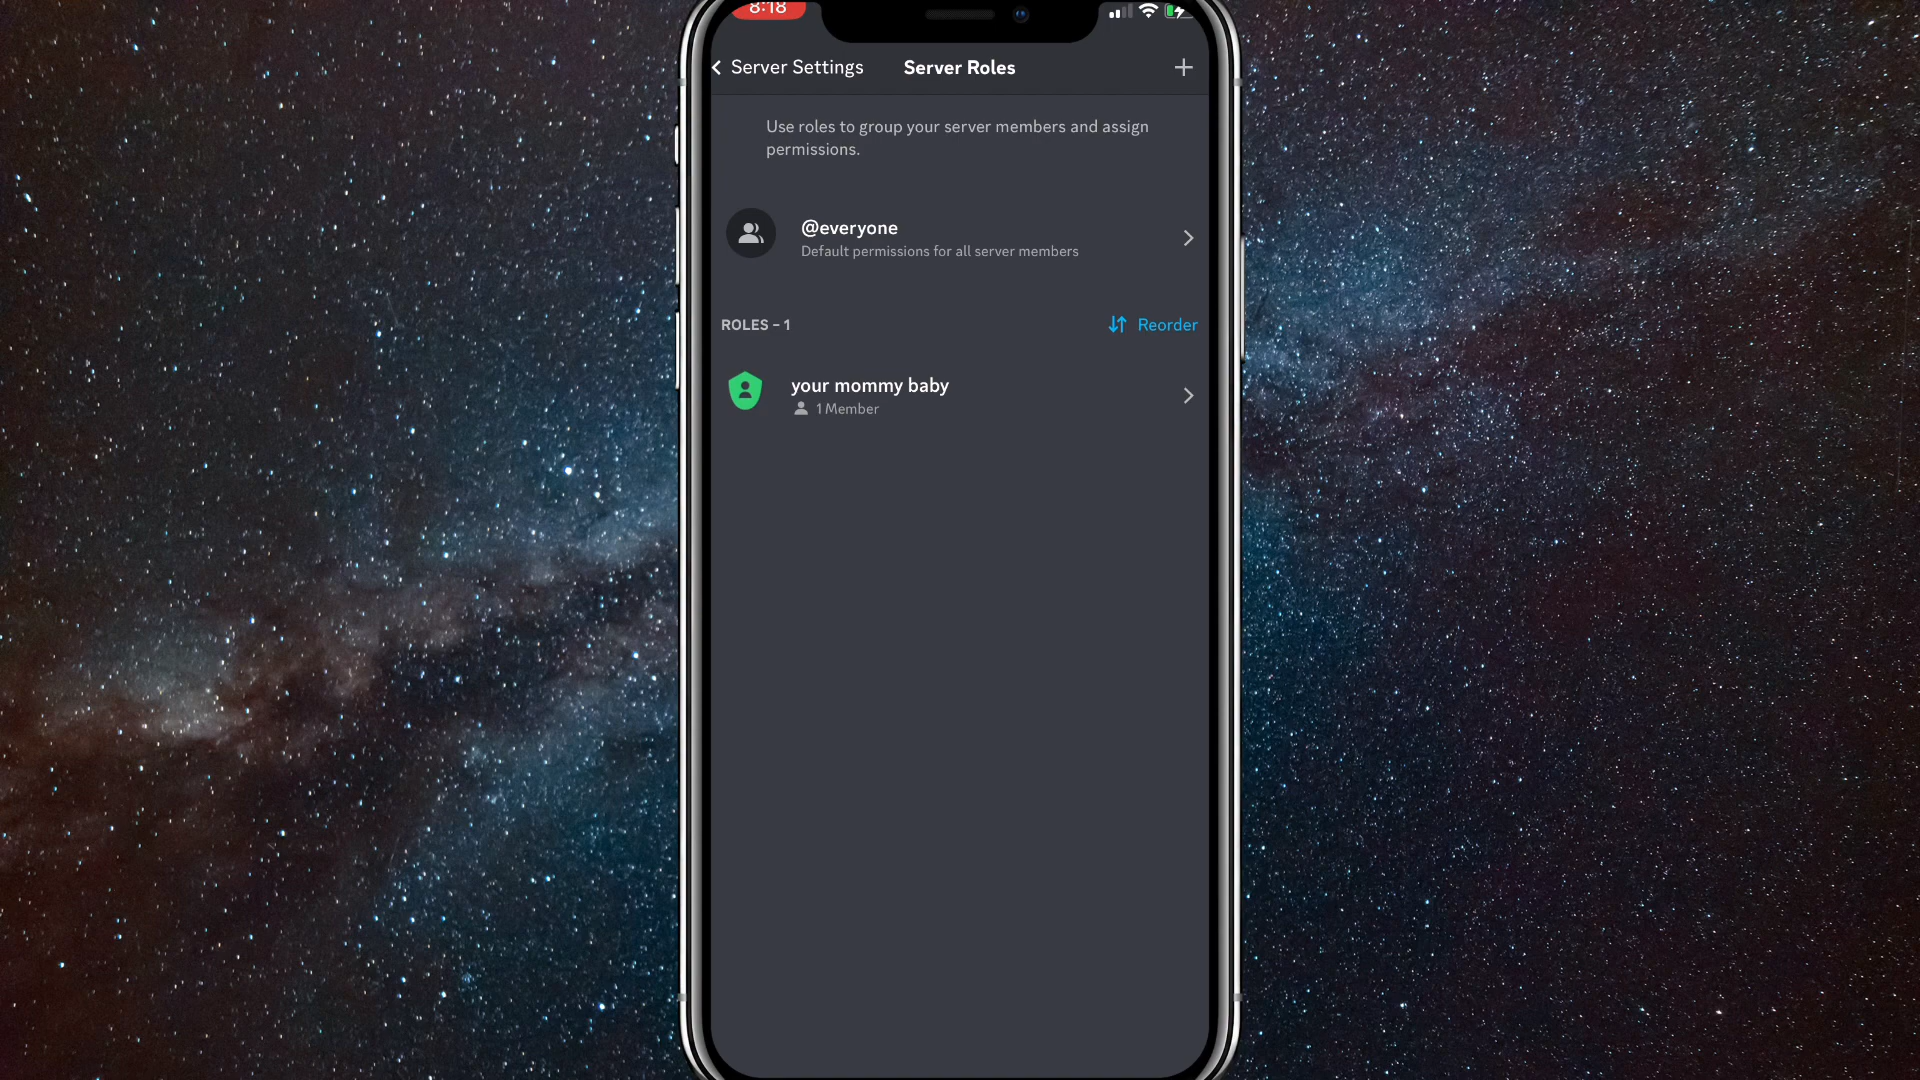 8:18
Server Settings
Server Roles
Use roles to group your server members and assign
permissions.
@everyone
Default permissions for all server members
ROLES – 1
Reorder
your mommy baby
1 Member